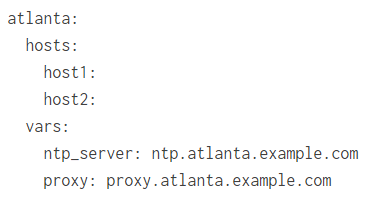 atlanta:
  hosts:
    host1:
    host2:
  vars:
    ntp_server: ntp.atlanta.example.com
    proxy: proxy.atlanta.example.com